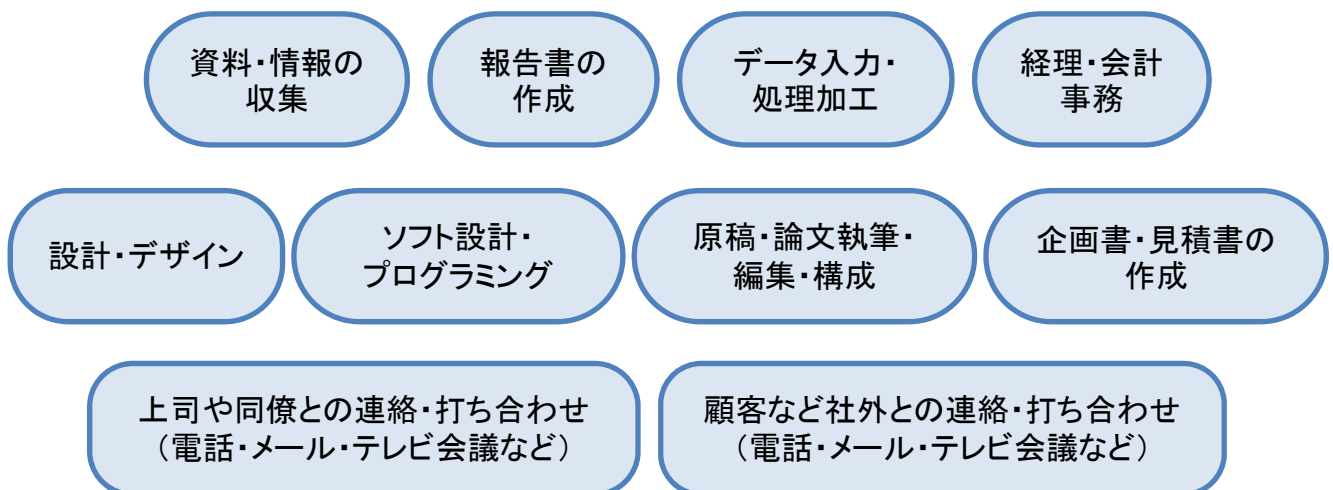 資料・情報の
収集
報告書の
作成
データ入力・
処理加工
経理・会計
事務
設計・デザイン
ソフト設計・
プログラミング
原稿・論文執筆・
編集・構成
企画書・見積書の
作成
上司や同僚との連絡・打ち合わせ
（電話・メール・テレビ会議など）
顧客など社外との連絡・打ち合わせ
（電話・メール・テレビ会議など）